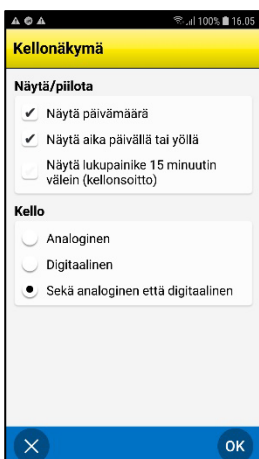 100% 16.05
Kellonäkymä
Näytä/piilota
Näytä päivämäärä
Näytä aika päivällä tai yöllä
Näytä lukupainike 15 minuutin
välein (kellonsoitto)
Kello
Analoginen
Digitaalinen
Sekä analoginen että digitaalinen
OK